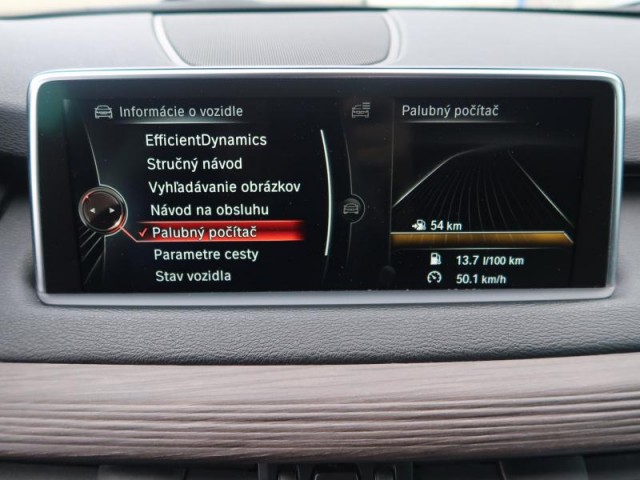 Informácie o vozidle
EfficientDynamics
Stručný návod
Vyhľadávanie obrázkov
Návod na obsluhu
✓ Palubný počítač
Parametre cesty
Stav vozidla
Palubný počítač
54 km
13.7 l/100 km
50.1 km/h